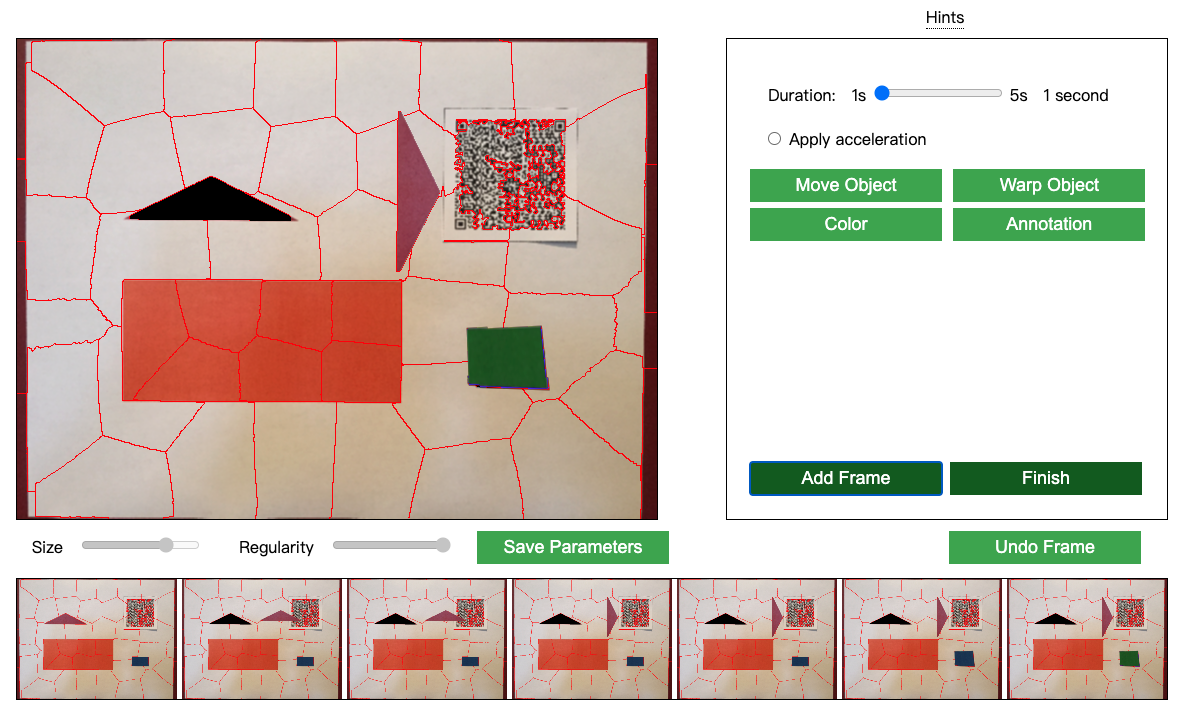 Hints
Duration: 1s 5s 1 second
Apply acceleration
Move Object Warp Object
Color Annotation
Add Frame Finish
Size Regularity Save Parameters Undo Frame